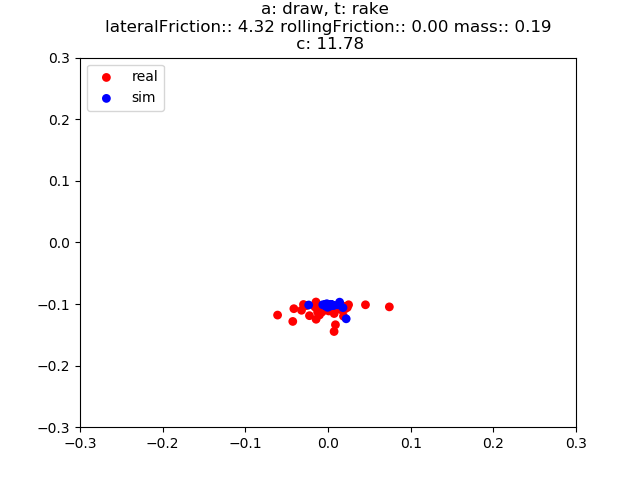 a: draw, t: rake
lateralFriction:: 4.32 rollingFriction:: 0.00 mass:: 0.19
c: 11.78
real
sim
0.3
0.2
0.1
0.0
−0.1
−0.2
−0.3
−0.3 −0.2 −0.1 0.0 0.1 0.2 0.3